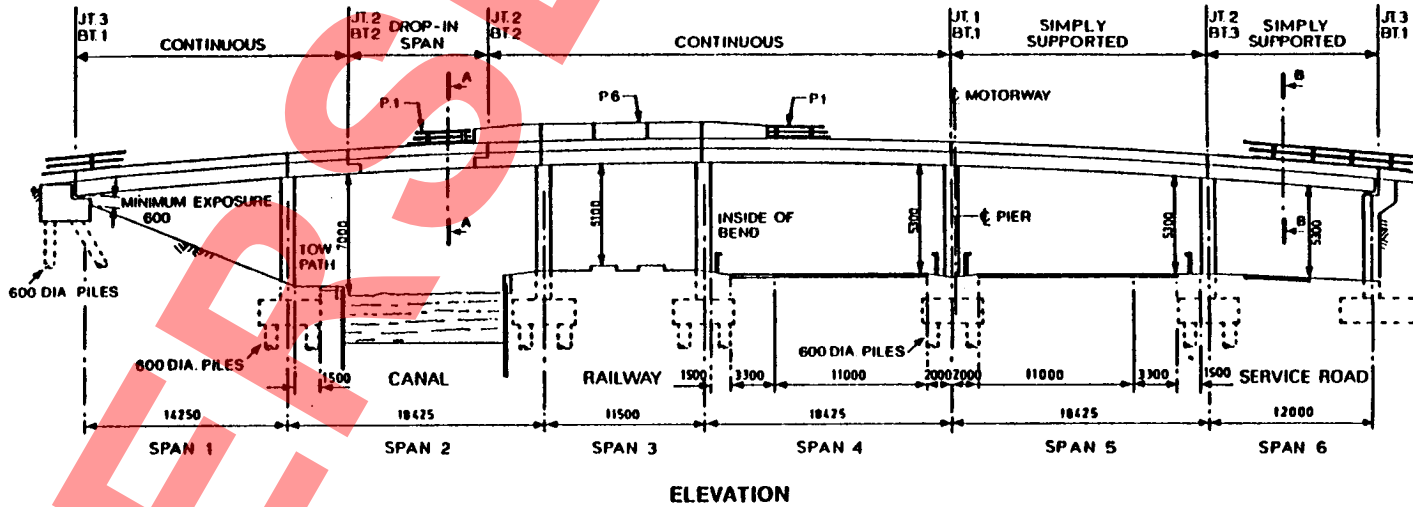 JT. 3
BT. 1
CONTINUOUS
JT. 2
BT.2
DROP-IN
SPAN
JT. 2
BT. 2
CONTINUOUS
JT. 1
BT.1
SIMPLY
SUPPORTED
JT. 2
BT. 3
SIMPLY
SUPPORTED
JT. 3
BT. 1
A
B
P.1
P6
P1
℄ MOTORWAY
MINIMUM EXPOSURE
600
7000
5100
5300
5300
5300
INSIDE OF
BEND
℄ PIER
A
B
TOW
PATH
600 DIA PILES
600 DIA. PILES
600 DIA. PILES
1500
CANAL
RAILWAY
1900
3300
11000
2000
2000
11000
3300
1500
SERVICE ROAD
14250
18425
11500
18425
18425
12000
SPAN 1
SPAN 2
SPAN 3
SPAN 4
SPAN 5
SPAN 6
ELEVATION